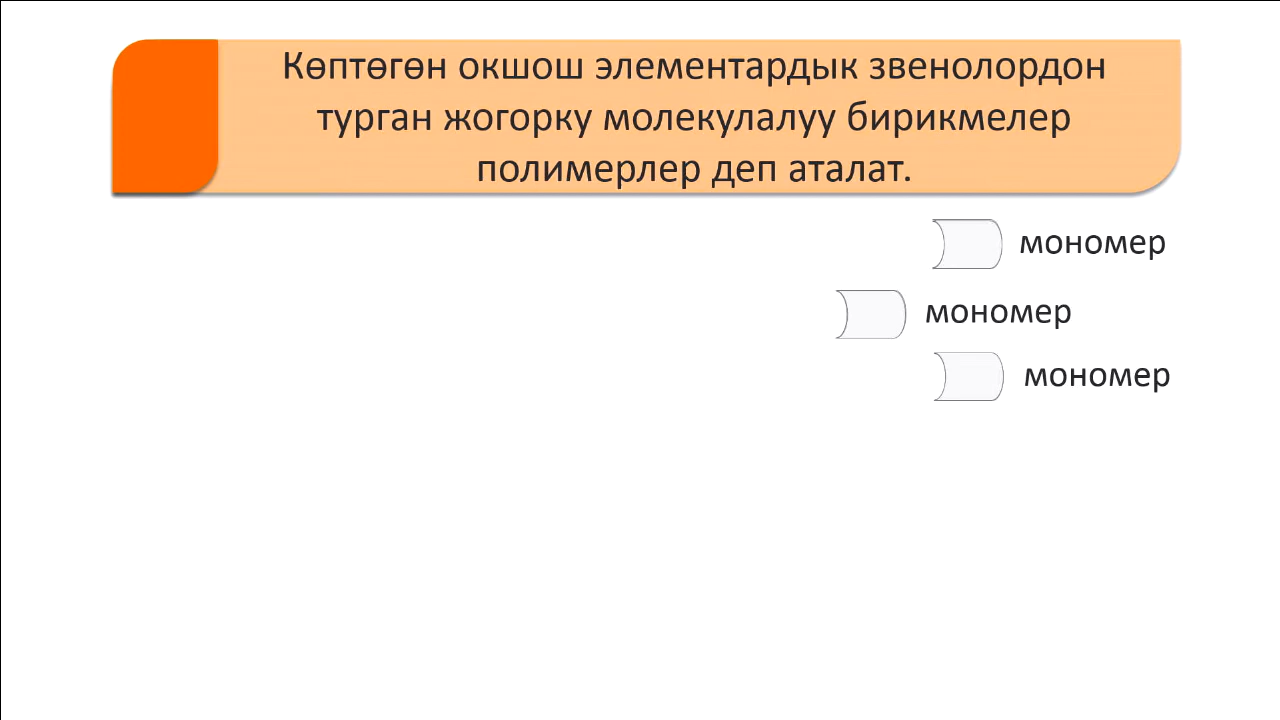 Көптөгөн окшош элементардык звенолордон
турган жогорку молекулалуу бирикмелер
полимерлер деп аталат.
мономер
мономер
мономер